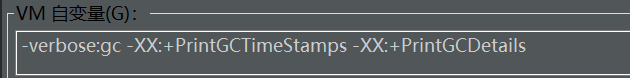 VM 自变量(G)：
-verbose:gc -XX:+PrintGCTimeStamps -XX:+PrintGCDetails